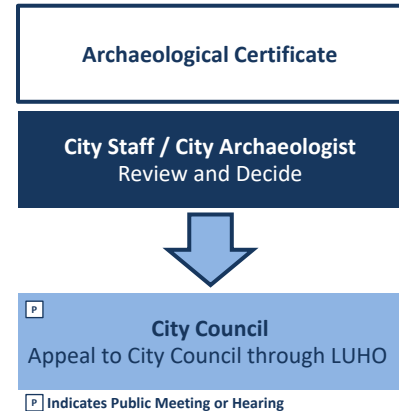 Archaeological Certificate
City Staff / City Archaeologist
Review and Decide
P
City Council
Appeal to City Council through LUHO
P Indicates Public Meeting or Hearing